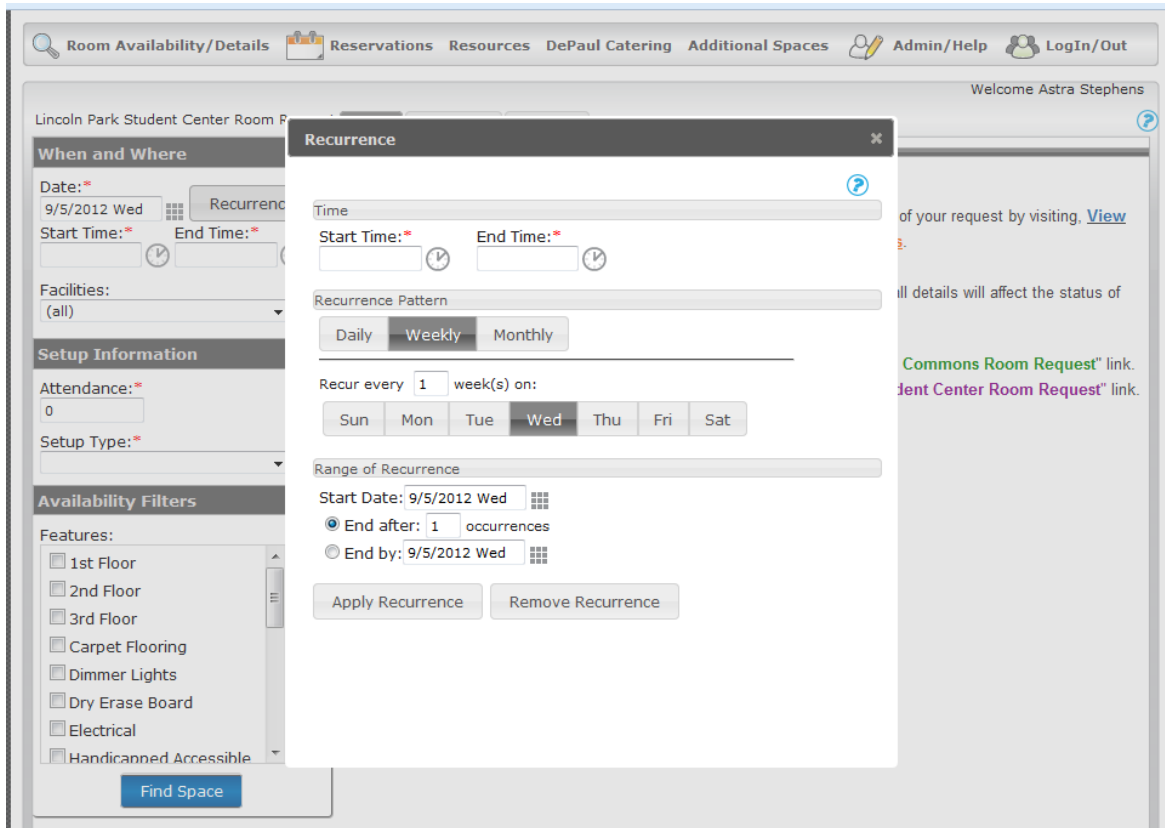 Room Availability/Details Reservations Resources DePaul Catering Additional Spaces Admin/Help LogIn/Out
Welcome Astra Stephens
Lincoln Park Student Center Room
When and Where
Date:*
9/5/2012 Wed
Start Time:* End Time:*
Facilities:
(all)
Setup Information
Attendance:*
0
Setup Type:*
Availability Filters
Features:
1st Floor
2nd Floor
3rd Floor
Carpet Flooring
Dimmer Lights
Dry Erase Board
Electrical
Handicapped Accessible
Find Space
Recurrence ×
?
Time
Start Time:* End Time:*
Recurrence Pattern
Daily Weekly Monthly
Recur every 1 week(s) on:
Sun Mon Tue Wed Thu Fri Sat
Range of Recurrence
Start Date: 9/5/2012 Wed
End after: 1 occurrences
End by: 9/5/2012 Wed
Apply Recurrence Remove Recurrence
?
of your request by visiting, View
details will affect the status of
Commons Room Request" link.
Center Room Request" link.